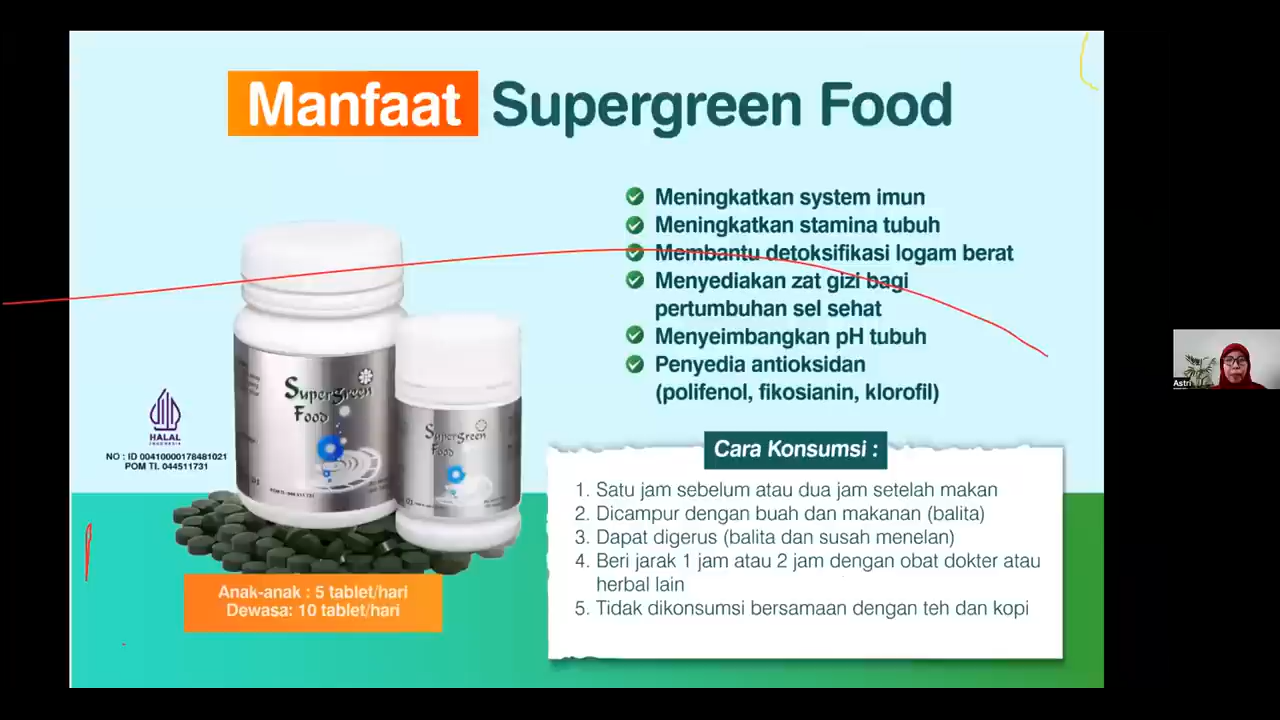 Manfaat Supergreen Food
Meningkatkan system imun
Meningkatkan stamina tubuh
Membantu detoksifikasi logam berat
Menyediakan zat gizi bagi
pertumbuhan sel sehat
Menyeimbangkan pH tubuh
Penyedia antioksidan
(polifenol, fikosianin, klorofil)
Supergreen
Food
Supergreen
Food
HALAL
INDONESIA
NO : ID 00410000178481021
POM TI. 044511731
Anak-anak : 5 tablet/hari
Dewasa: 10 tablet/hari
Cara Konsumsi :
1. Satu jam sebelum atau dua jam setelah makan
2. Dicampur dengan buah dan makanan (balita)
3. Dapat digerus (balita dan susah menelan)
4. Beri jarak 1 jam atau 2 jam dengan obat dokter atau
herbal lain
5. Tidak dikonsumsi bersamaan dengan teh dan kopi
Astri